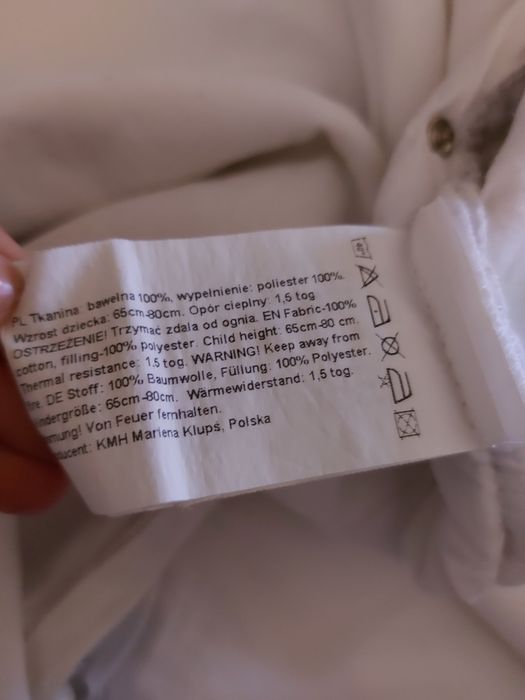 PL Tkanina: bawełna 100%, wypełnienie: poliester 100%.
Wzrost dziecka: 65cm-80cm. Opór cieplny: 1,5 tog
OSTRZEŻENIE! Trzymać zdala od ognia. EN Fabric-100%
cotton, filling-100% polyester. Child height: 65cm-80 cm.
Thermal resistance: 1,5 tog. WARNING! Keep away from
fire. DE Stoff: 100% Baumwolle, Füllung: 100% Polyester.
Kindergröße: 65cm-80cm. Wärmewiderstand: 1,5 tog.
Von Feuer fernhalten.
KMH Marlena Klups, Polska